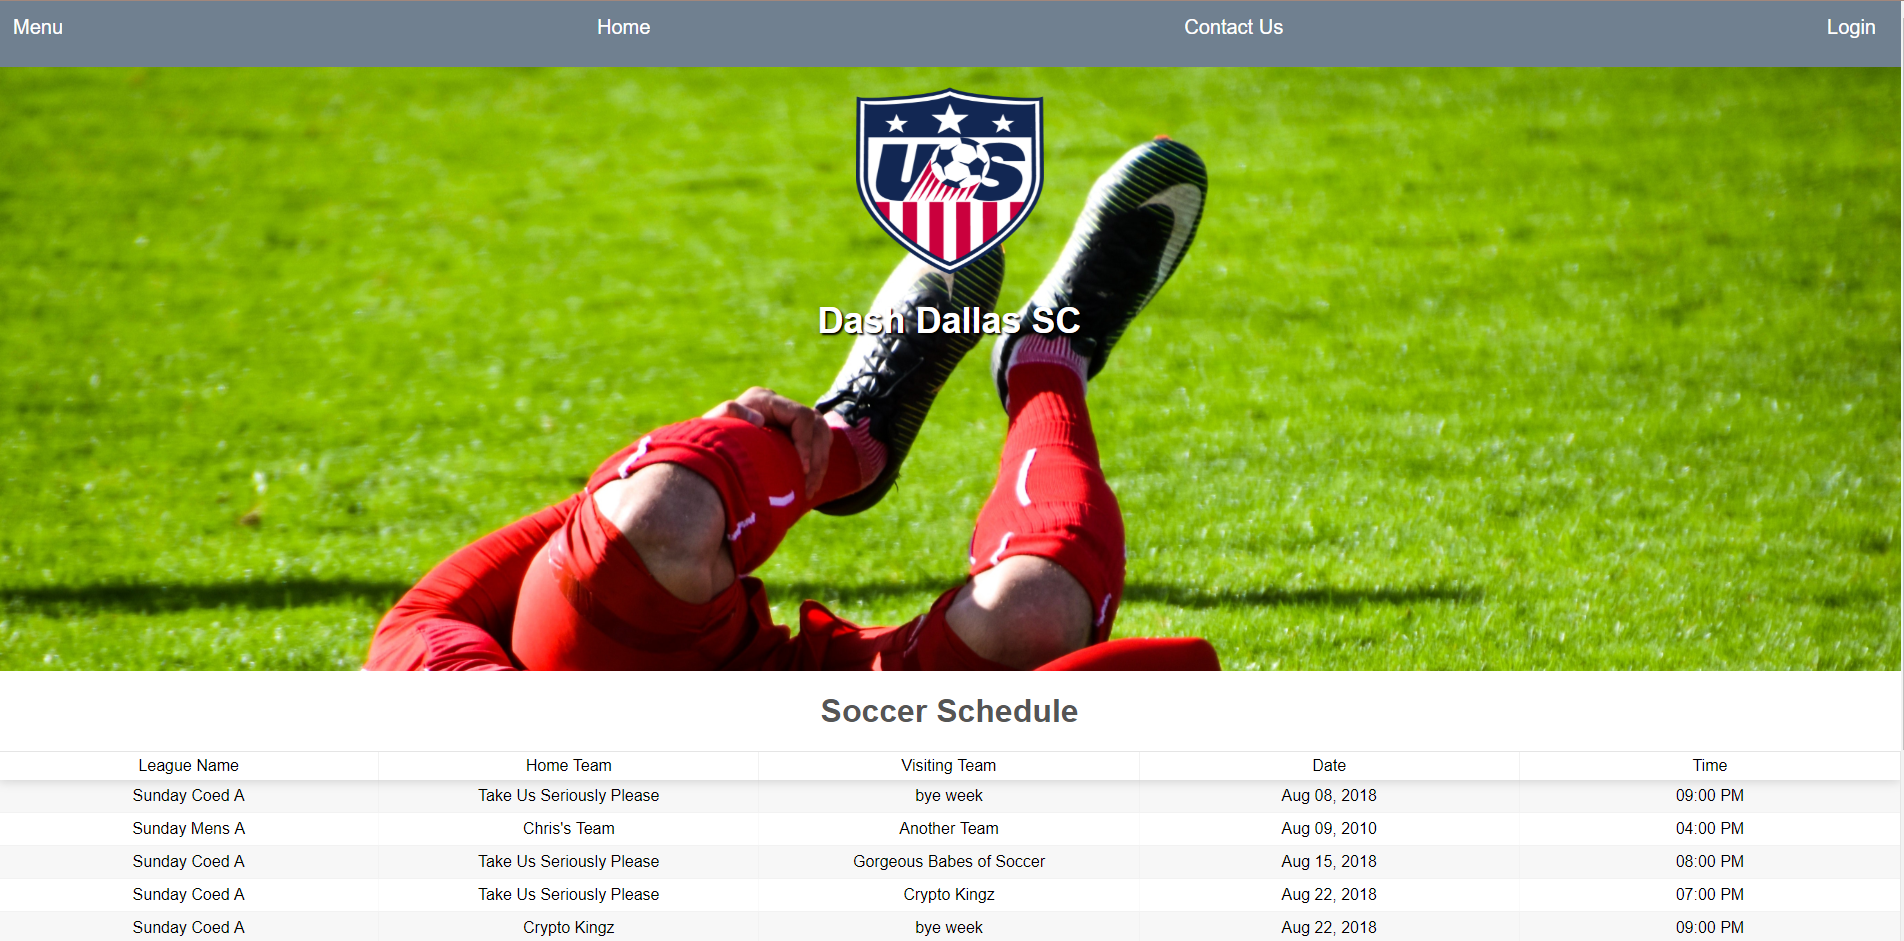 Menu Home Contact Us Login
US
Dash Dallas SC
Soccer Schedule
League Name Home Team Visiting Team Date Time
Sunday Coed A Take Us Seriously Please bye week Aug 08, 2018 09:00 PM
Sunday Mens A Chris's Team Another Team Aug 09, 2010 04:00 PM
Sunday Coed A Take Us Seriously Please Gorgeous Babes of Soccer Aug 15, 2018 08:00 PM
Sunday Coed A Take Us Seriously Please Crypto Kingz Aug 22, 2018 07:00 PM
Sunday Coed A Crypto Kingz bye week Aug 22, 2018 09:00 PM